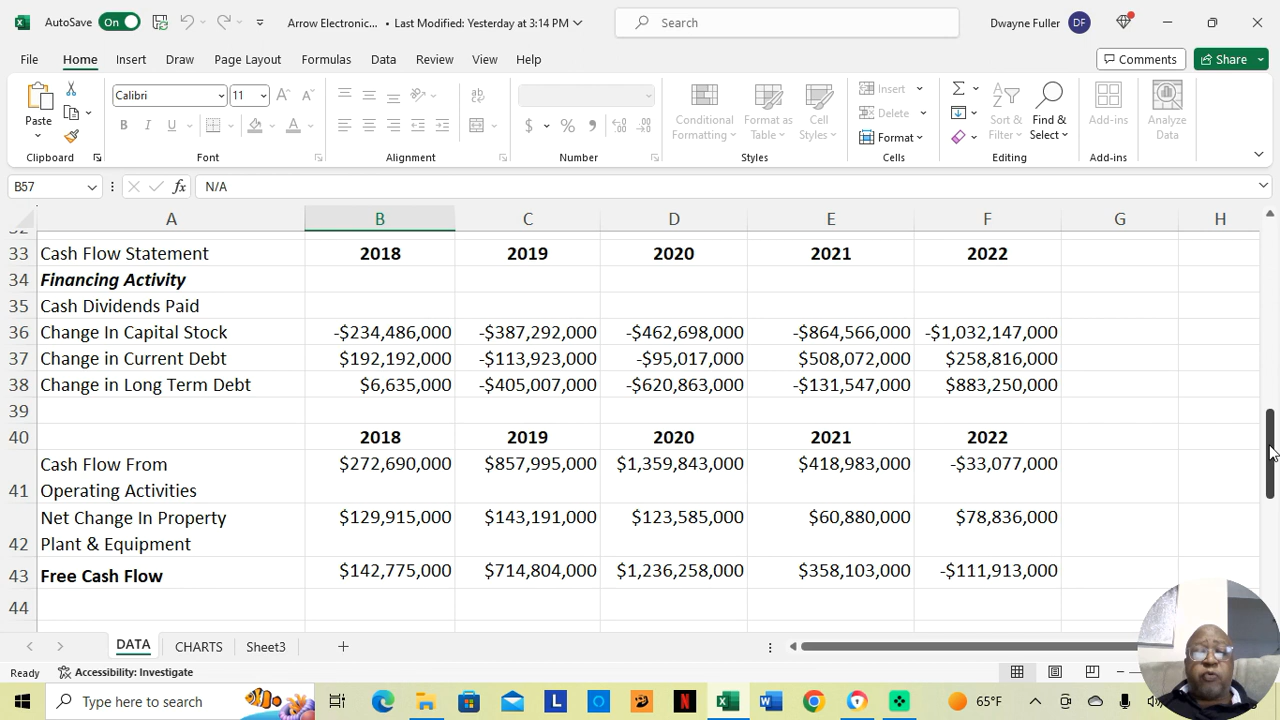 AutoSave On Arrow Electronic... • Last Modified: Yesterday at 3:14 PM Search Dwayne Fuller DF
File Home Insert Draw Page Layout Formulas Data Review View Help Comments Share
Paste Calibri 11 Conditional Formatting Format as Table Cell Styles Insert Delete Format Sort & Filter Find & Select Add-ins Analyze Data
Clipboard Font Alignment Number Styles Cells Editing Add-ins
B57 fx N/A
A B C D E F G H
33 Cash Flow Statement 2018 2019 2020 2021 2022
34 Financing Activity
35 Cash Dividends Paid
36 Change In Capital Stock -$234,486,000 -$387,292,000 -$462,698,000 -$864,566,000 -$1,032,147,000
37 Change in Current Debt $192,192,000 -$113,923,000 -$95,017,000 $508,072,000 $258,816,000
38 Change in Long Term Debt $6,635,000 -$405,007,000 -$620,863,000 -$131,547,000 $883,250,000
39
40 2018 2019 2020 2021 2022
Cash Flow From $272,690,000 $857,995,000 $1,359,843,000 $418,983,000 -$33,077,000
41 Operating Activities
Net Change In Property $129,915,000 $143,191,000 $123,585,000 $60,880,000 $78,836,000
42 Plant & Equipment
43 Free Cash Flow $142,775,000 $714,804,000 $1,236,258,000 $358,103,000 -$111,913,000
44
DATA CHARTS Sheet3
Ready Accessibility: Investigate
Type here to search 65°F